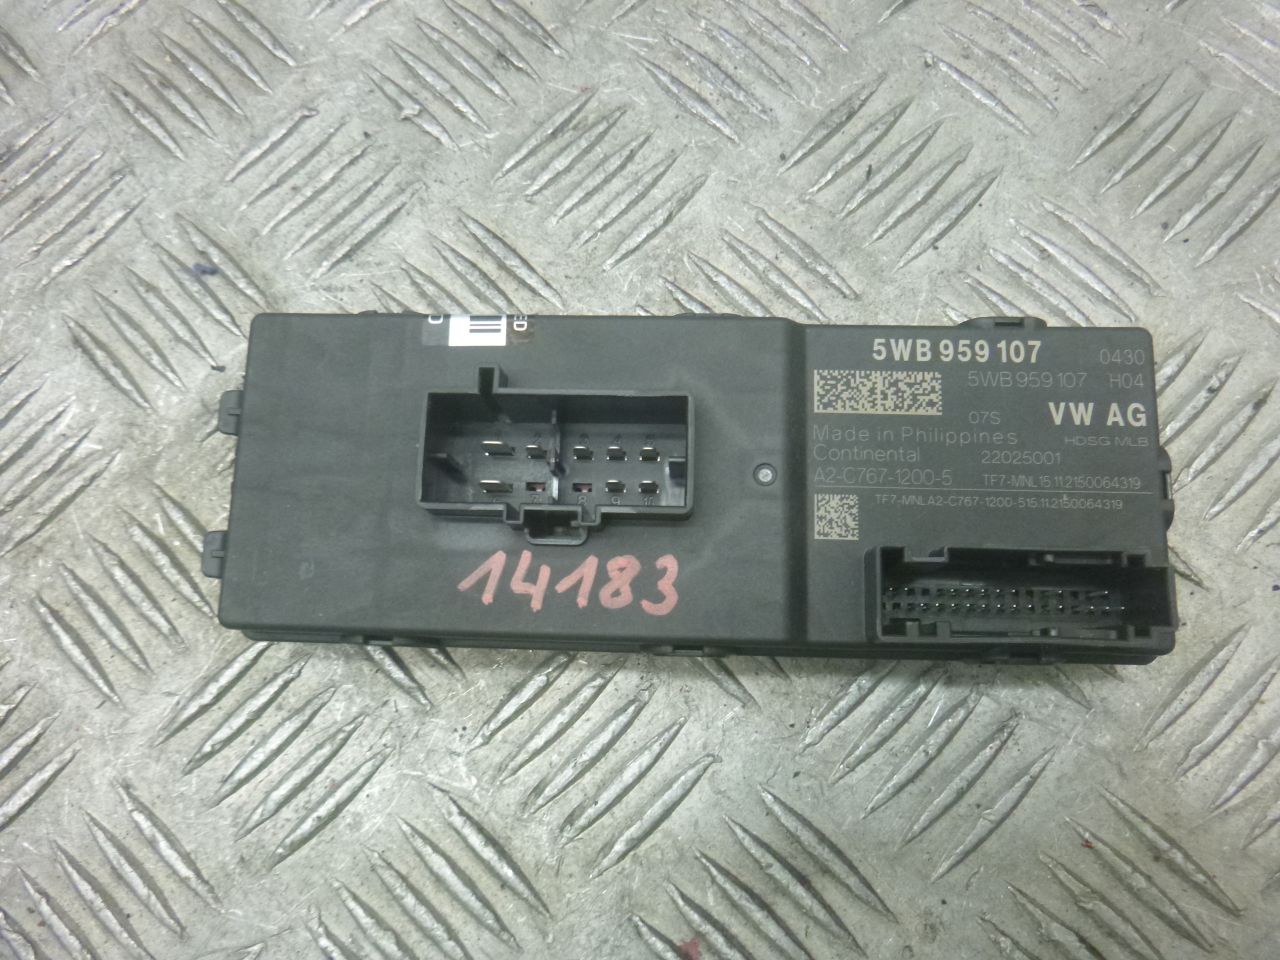 ED
5WB 959 107
0430
5WB 959 107 H04
07S VW AG
Made in Philippines HDSG MLB
Continental 22025001
A2-C767-1200-5 TF7-MNL15.112150064319
TF7-MNLA2-C767-1200-515.112150064319
14183